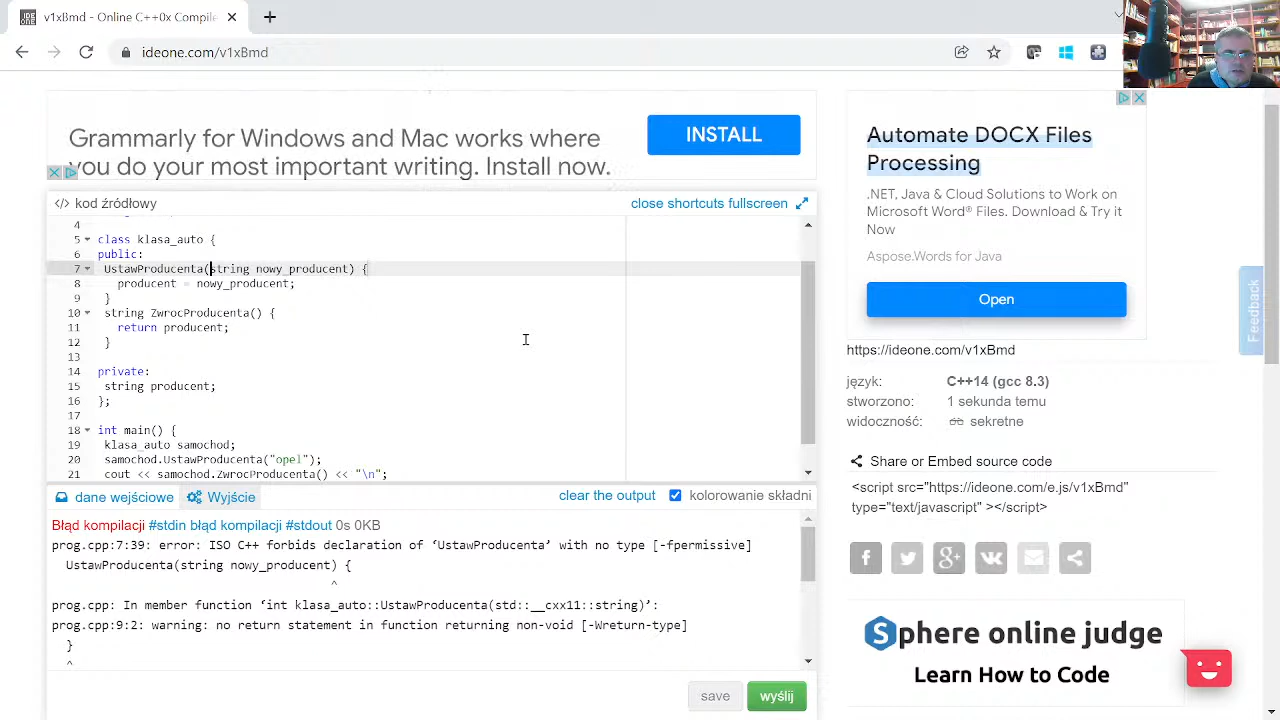 v1xBmd - Online C++0x Compile
ideone.com/v1xBmd
Grammarly for Windows and Mac works where
you do your most important writing. Install now.
INSTALL
</> kod źródłowy
close shortcuts fullscreen
4
5 class klasa_auto {
6 public:
7 UstawProducenta(string nowy_producent) {
8 producent = nowy_producent;
9 }
10 string ZwrocProducenta() {
11 return producent;
12 }
13
14 private:
15 string producent;
16 };
17
18 int main() {
19 klasa_auto samochod;
20 samochod.UstawProducenta("opel");
21 cout << samochod.ZwrocProducenta() << "\n";
dane wejściowe Wyjście
clear the output kolorowanie składni
Błąd kompilacji #stdin błąd kompilacji #stdout 0s 0KB
prog.cpp:7:39: error: ISO C++ forbids declaration of ‘UstawProducenta’ with no type [-fpermissive]
UstawProducenta(string nowy_producent) {
^
prog.cpp: In member function ‘int klasa_auto::UstawProducenta(std::__cxx11::string)’:
prog.cpp:9:2: warning: no return statement in function returning non-void [-Wreturn-type]
}
^
save wyślij
Automate DOCX Files
Processing
.NET, Java & Cloud Solutions to Work on
Microsoft Word® Files. Download & Try it
Now
Aspose.Words for Java
Open
Feedback
https://ideone.com/v1xBmd
język: C++14 (gcc 8.3)
stworzono: 1 sekunda temu
widoczność: sekretne
Share or Embed source code
<script src="https://ideone.com/e.js/v1xBmd"
type="text/javascript" ></script>
Sphere online judge
Learn How to Code